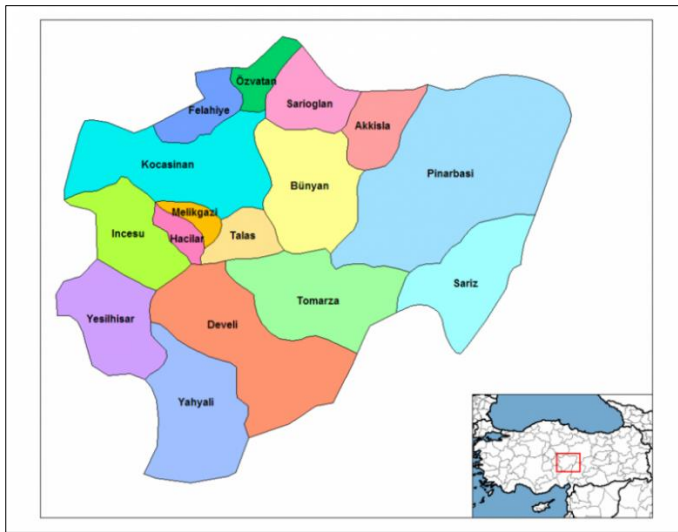 Özvatan
Sarioglan
Felahiye
Akkisla
Kocasinan
Pinarbasi
Bünyan
Melikgazi
Incesu
Hacilar
Talas
Sariz
Tomarza
Yesilhisar
Develi
Yahyali